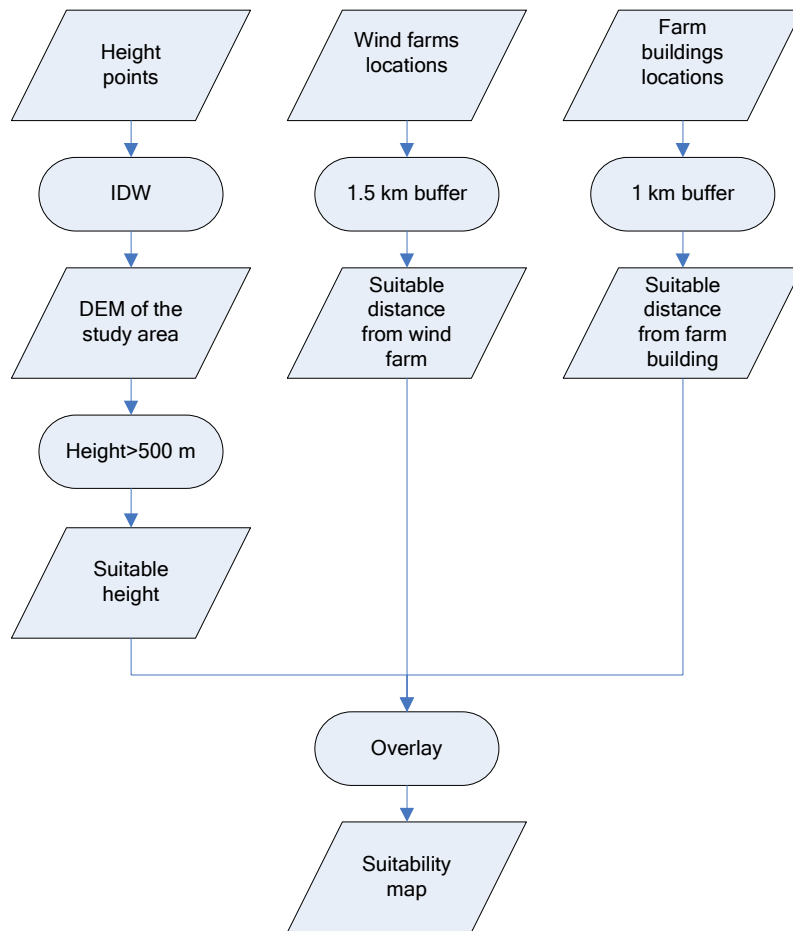 Height
points
Wind farms
locations
Farm
buildings
locations
IDW
1.5 km buffer
1 km buffer
DEM of the
study area
Suitable
distance
from wind
farm
Suitable
distance
from farm
building
Height>500 m
Suitable
height
Overlay
Suitability
map